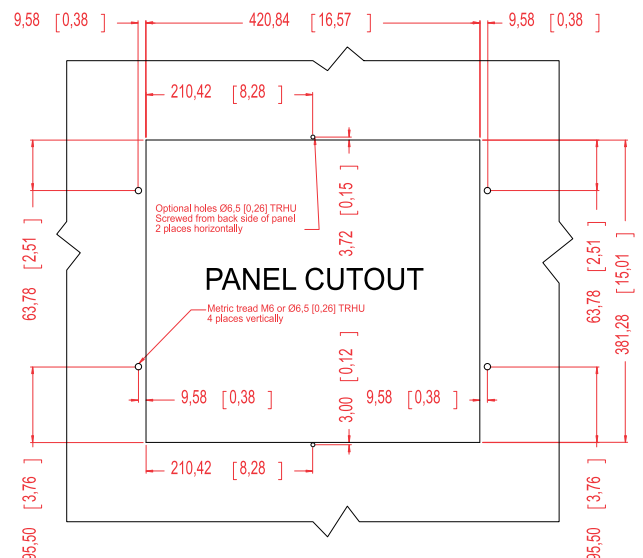 9,58 [0,38 ]
420,84 [16,57 ]
9,58 [0,38 ]
210,42 [8,28 ]
63,78 [2,51 ]
3,72 [0,15 ]
63,78 [2,51 ]
381,28 [15,01 ]
Optional holes Ø6,5 [0,26] TRHU
Screwed from back side of panel
2 places horizontally
PANEL CUTOUT
Metric tread M6 or Ø6,5 [0,26] TRHU
4 places vertically
9,58 [0,38 ]
3,00 [0,12 ]
9,58 [0,38 ]
210,42 [8,28 ]
95,50 [3,76 ]
95,50 [3,76 ]